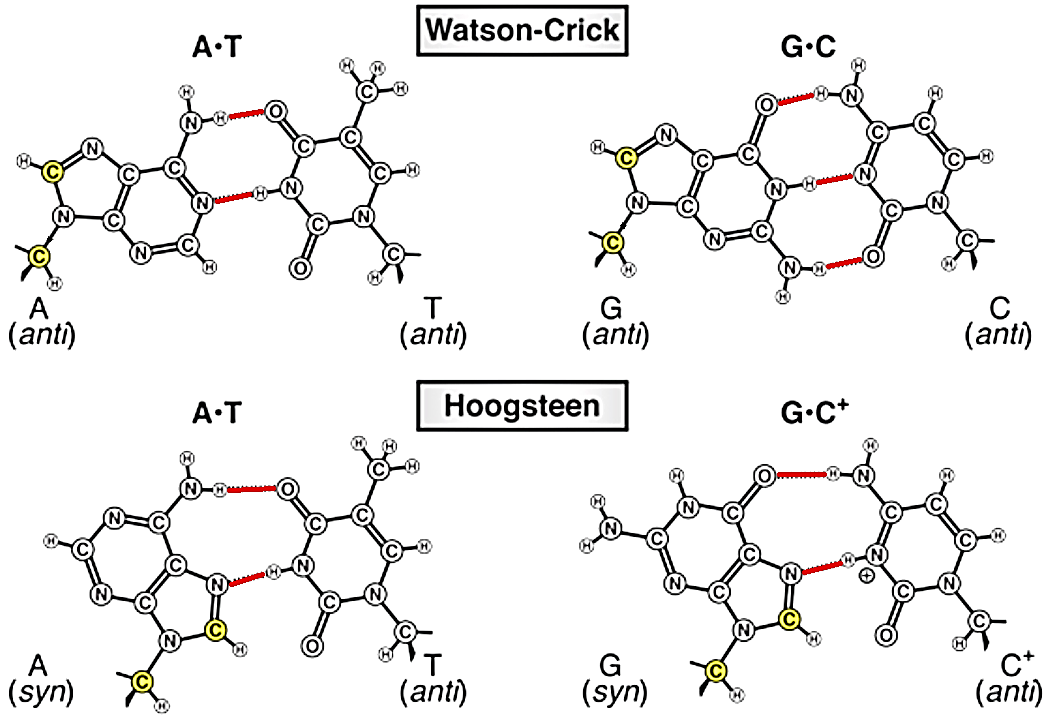 Watson-Crick
A•T
G•C
H H H H H H
N H O C H O H N H
H C N C C C C C H
C N C C N H N C N H N C C H
N C C T C N
A
(anti)
T
(anti)
G
(anti)
C
(anti)
Hoogsteen
A•T
G•C+
A
(syn)
T
(anti)
G
(syn)
C+
(anti)